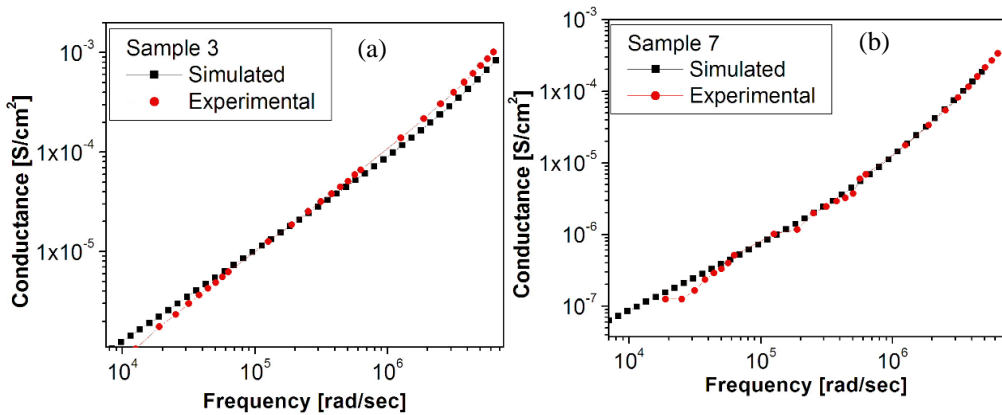 (a)
Sample 3
Simulated
Experimental
10⁻³
1x10⁻⁴
1x10⁻⁵
Conductance [S/cm²]
10⁴ 10⁵ 10⁶
Frequency [rad/sec]
(b)
Sample 7
Simulated
Experimental
10⁻³
10⁻⁴
10⁻⁵
10⁻⁶
10⁻⁷
Conductance [S/cm²]
10⁴ 10⁵ 10⁶
Frequency [rad/sec]